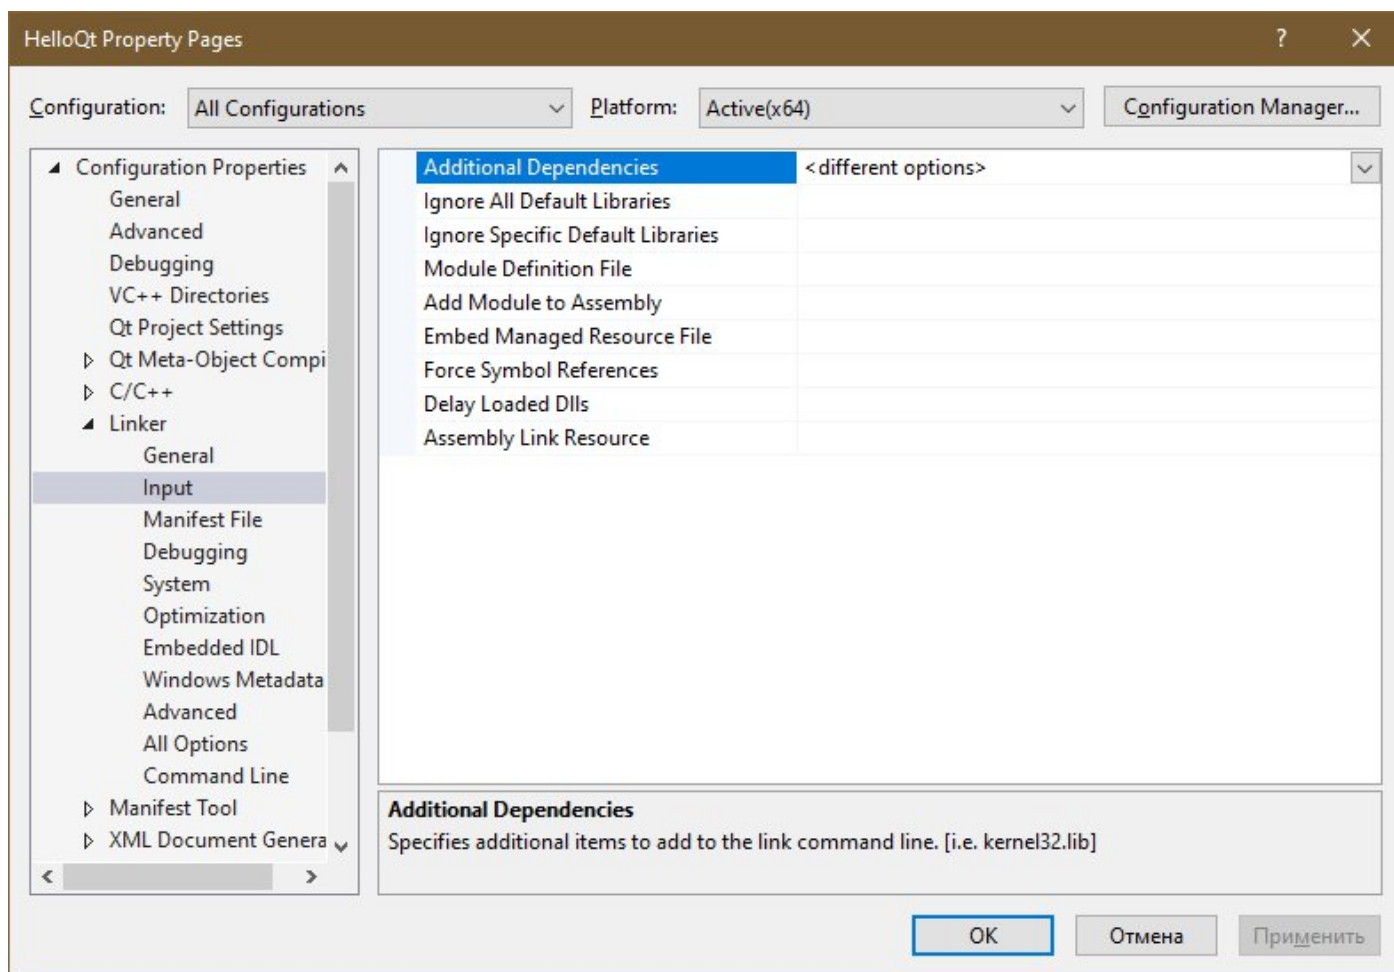 HelloQt Property Pages
?
Configuration: All Configurations Platform: Active(x64) Configuration Manager...
Configuration Properties
General
Advanced
Debugging
VC++ Directories
Qt Project Settings
Qt Meta-Object Compi
C/C++
Linker
General
Input
Manifest File
Debugging
System
Optimization
Embedded IDL
Windows Metadata
Advanced
All Options
Command Line
Manifest Tool
XML Document Genera
Additional Dependencies <different options>
Ignore All Default Libraries
Ignore Specific Default Libraries
Module Definition File
Add Module to Assembly
Embed Managed Resource File
Force Symbol References
Delay Loaded Dlls
Assembly Link Resource
Additional Dependencies
Specifies additional items to add to the link command line. [i.e. kernel32.lib]
OK Отмена Применить